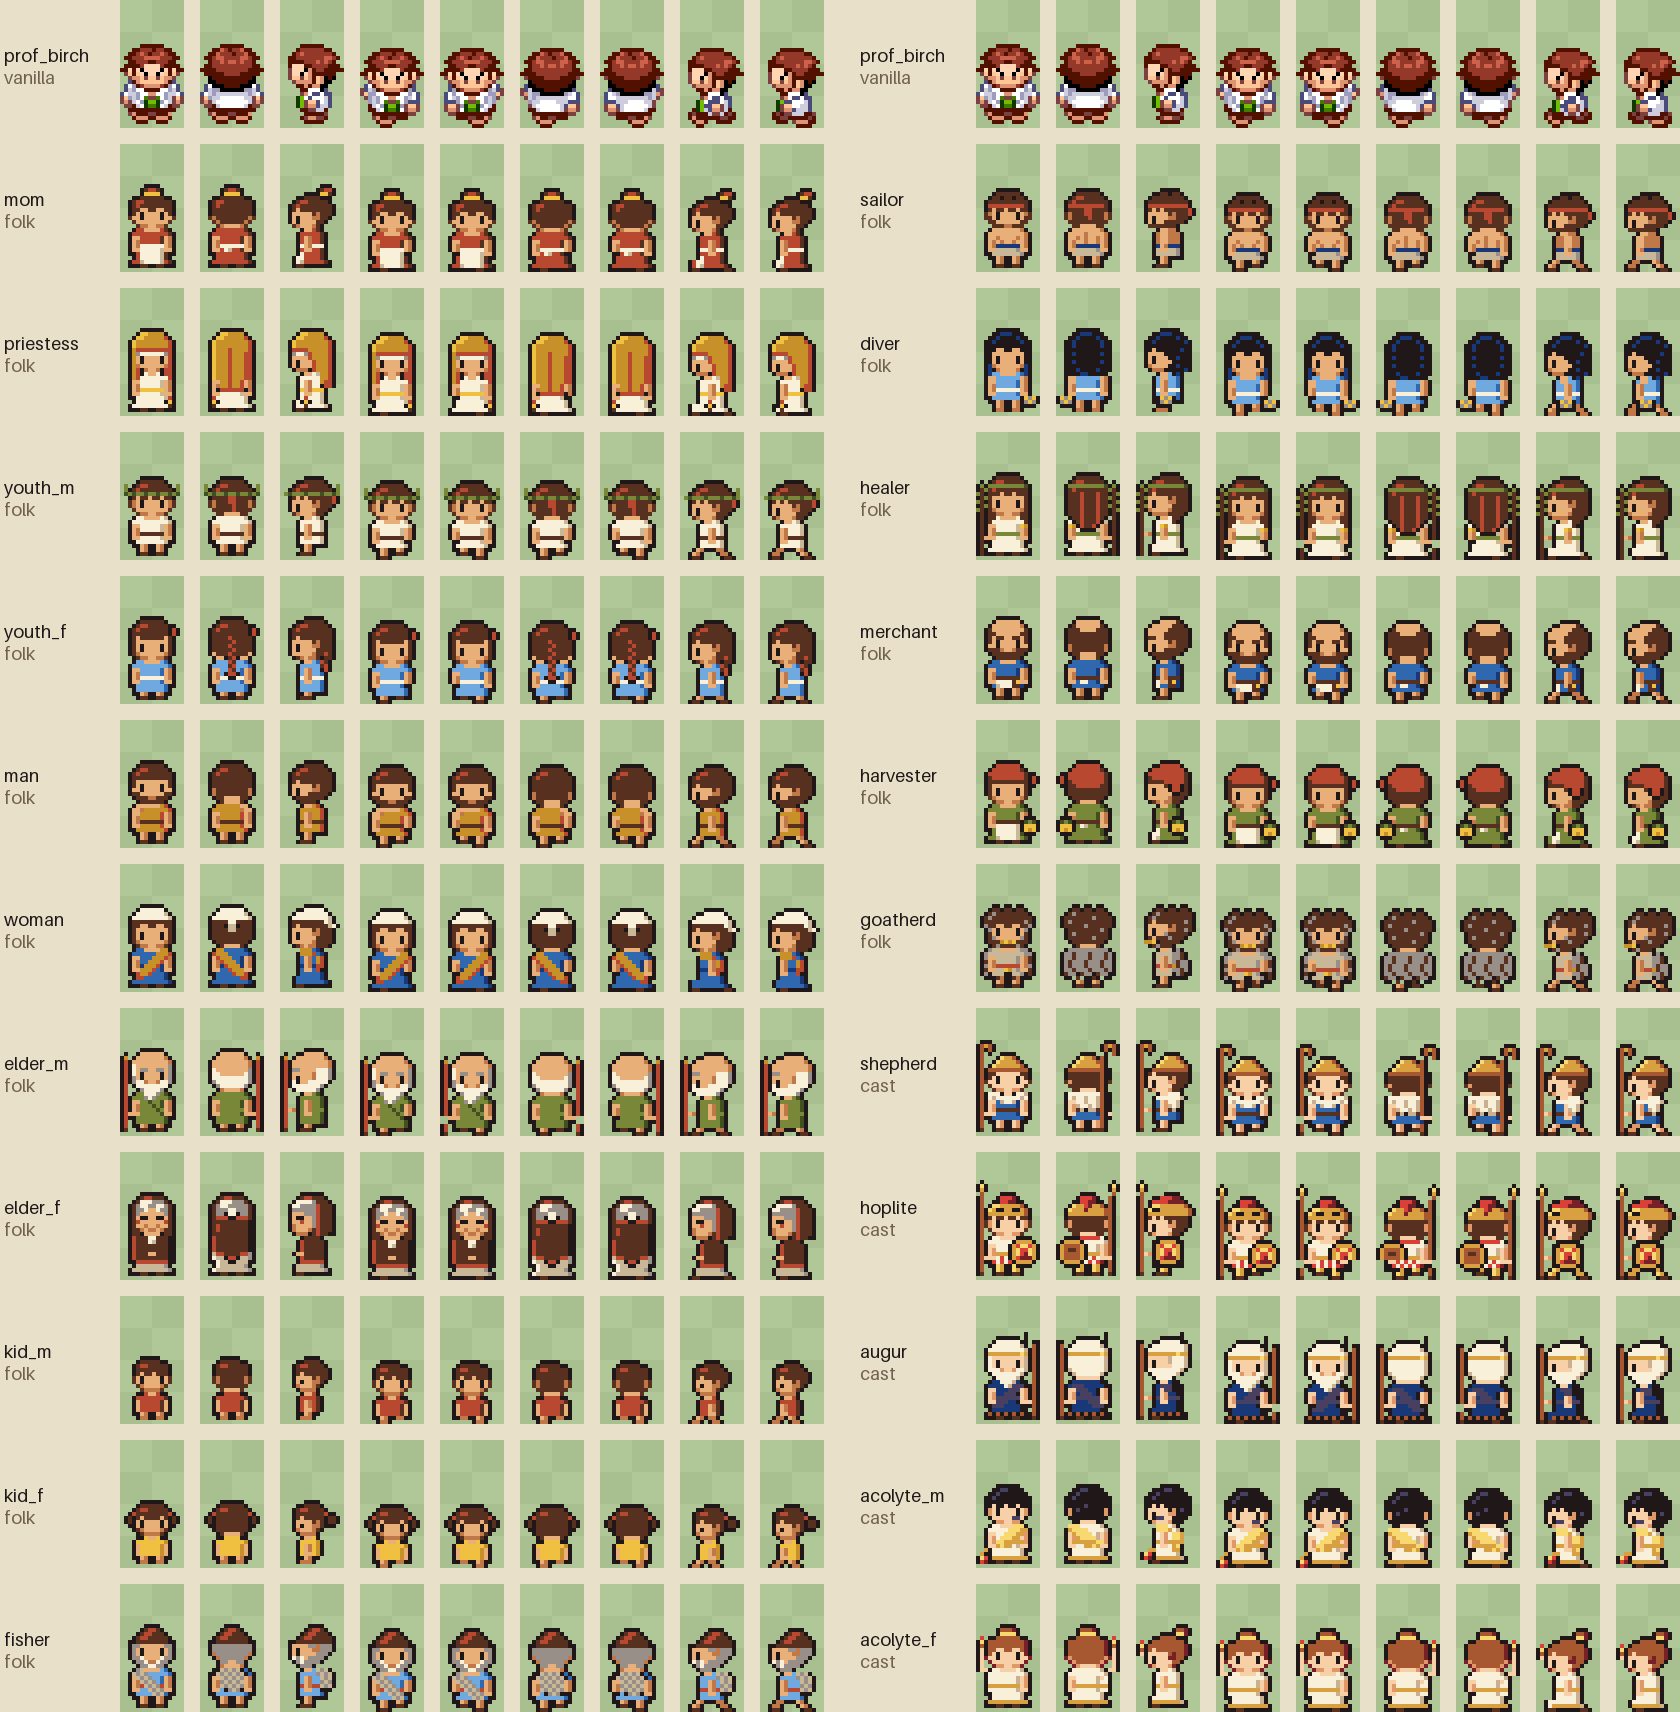 prof_birch
vanilla
mom
folk
priestess
folk
youth_m
folk
youth_f
folk
man
folk
woman
folk
elder_m
folk
elder_f
folk
kid_m
folk
kid_f
folk
fisher
folk
prof_birch
vanilla
sailor
folk
diver
folk
healer
folk
merchant
folk
harvester
folk
goatherd
folk
shepherd
cast
hoplite
cast
augur
cast
acolyte_m
cast
acolyte_f
cast